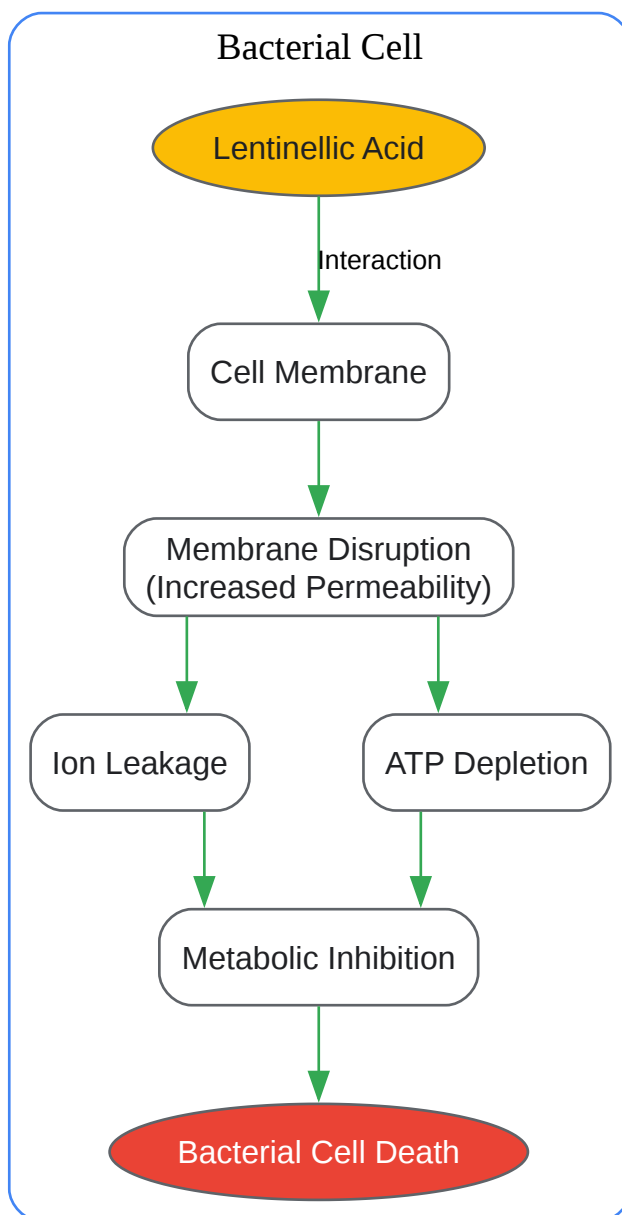 Bacterial Cell
Lentinellic Acid
Interaction
Cell Membrane
Membrane Disruption
(Increased Permeability)
Ion Leakage
ATP Depletion
Metabolic Inhibition
Bacterial Cell Death